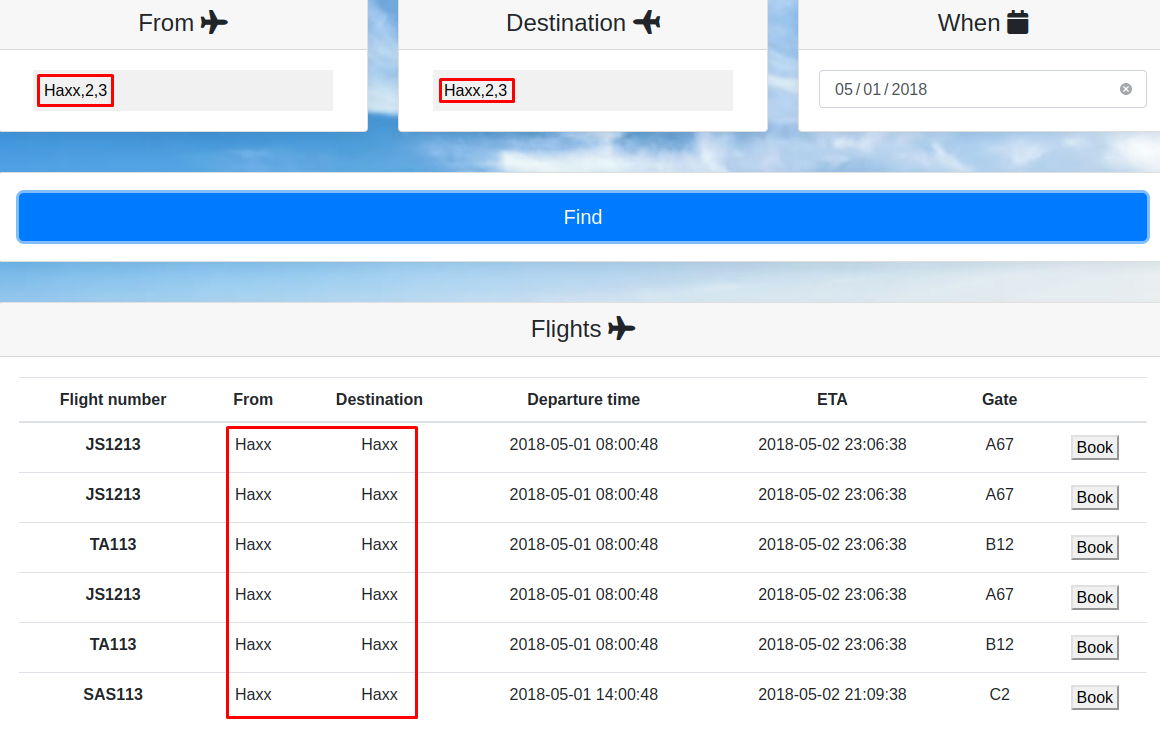 From Destination When
Haxx,2,3 Haxx,2,3 05/01/2018
Find
Flights
Flight number From Destination Departure time ETA Gate
JS1213 Haxx Haxx 2018-05-01 08:00:48 2018-05-02 23:06:38 A67 Book
JS1213 Haxx Haxx 2018-05-01 08:00:48 2018-05-02 23:06:38 A67 Book
TA113 Haxx Haxx 2018-05-01 08:00:48 2018-05-02 23:06:38 B12 Book
JS1213 Haxx Haxx 2018-05-01 08:00:48 2018-05-02 23:06:38 A67 Book
TA113 Haxx Haxx 2018-05-01 08:00:48 2018-05-02 23:06:38 B12 Book
SAS113 Haxx Haxx 2018-05-01 14:00:48 2018-05-02 21:09:38 C2 Book